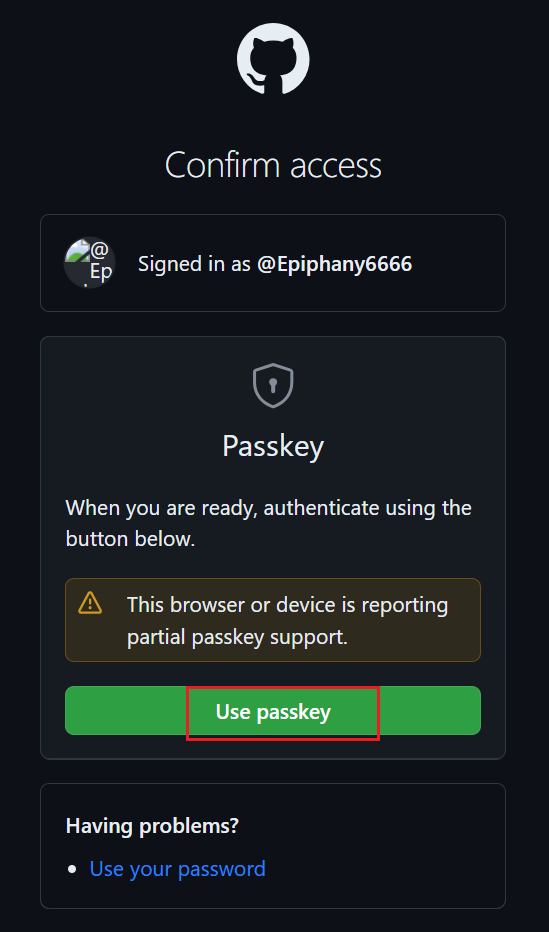 Confirm access
@
Ep
Signed in as @Epiphany6666
Passkey
When you are ready, authenticate using the
button below.
This browser or device is reporting
partial passkey support.
Use passkey
Having problems?
Use your password